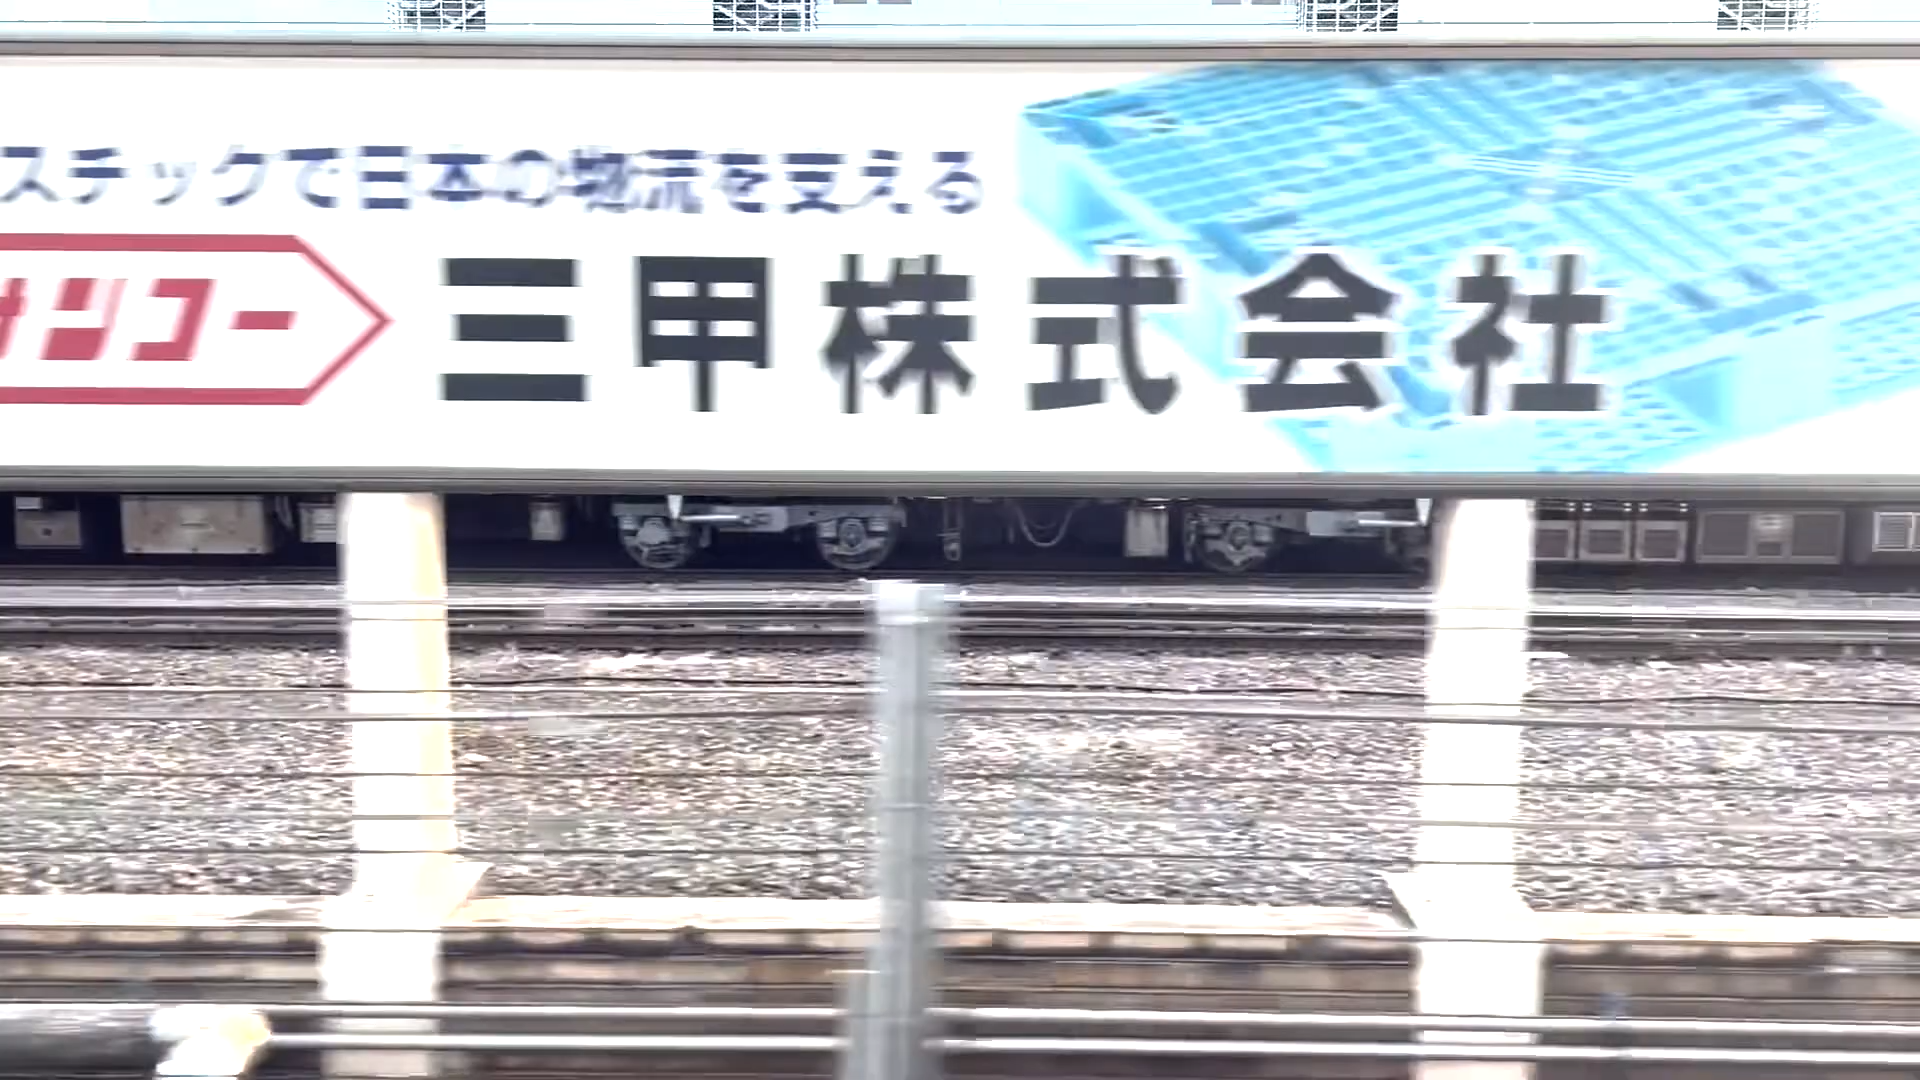 スチックで日本の物流を支える
サンコー
三甲株式会社